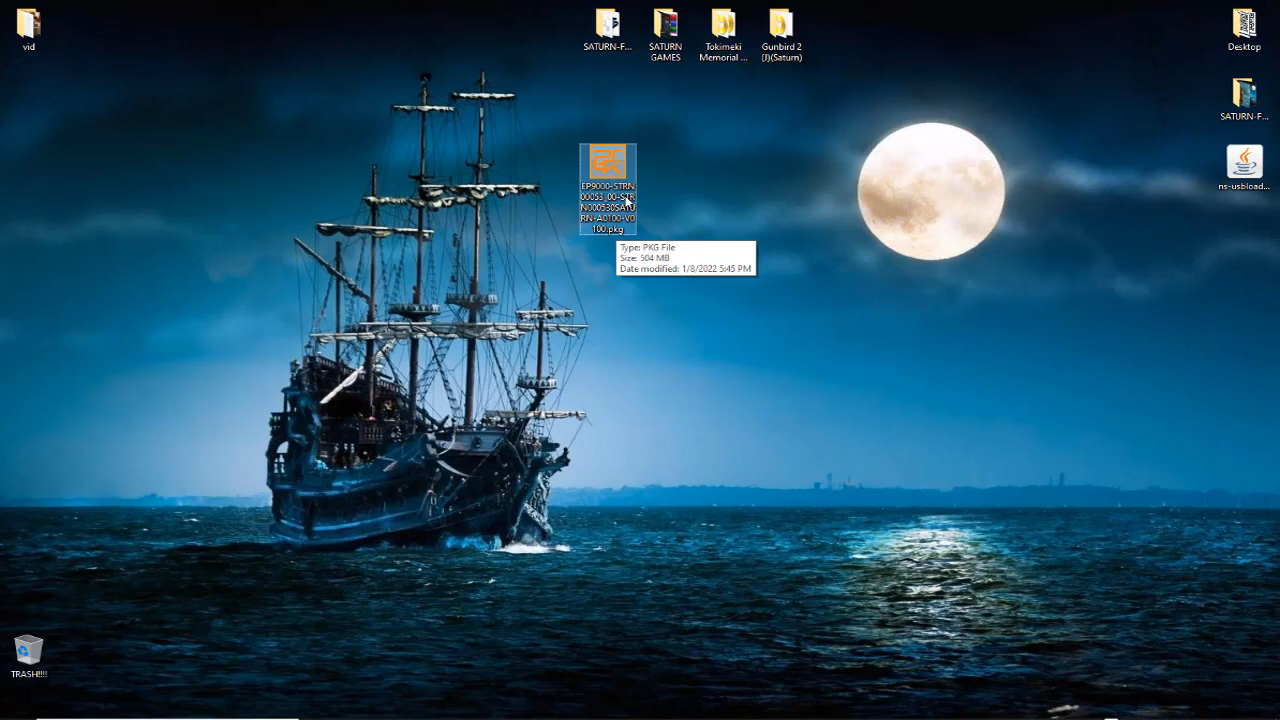 vid
SATURN-F...
SATURN
GAMES
Tokimeki
Memorial ...
Gunbird 2
(J)(Saturn)
Desktop
SATURN-F...
ns-usbload...
EP9000-STRN
00053_00-STR
N000530SATU
RN-A0100-V0
100.pkg
Type: PKG File
Size: 504 MB
Date modified: 1/8/2022 5:45 PM
TRASH!!!!